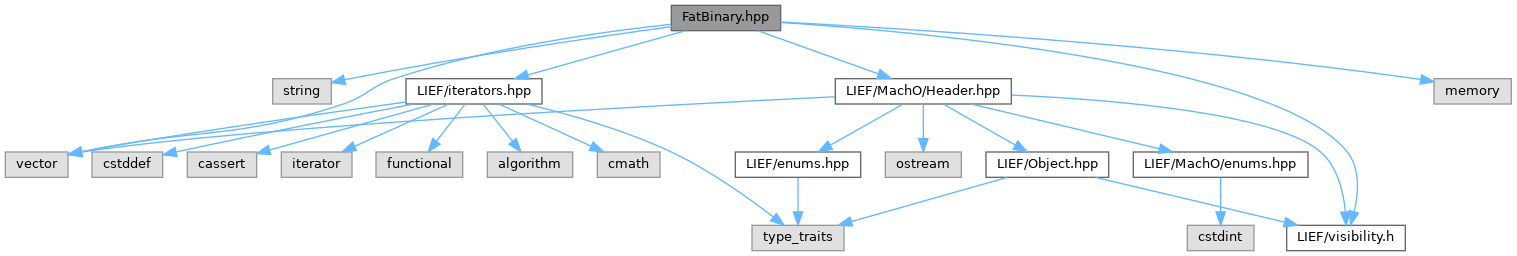 FatBinary.hpp
string
LIEF/iterators.hpp
LIEF/MachO/Header.hpp
memory
vector
cstddef
cassert
iterator
functional
algorithm
cmath
LIEF/enums.hpp
ostream
LIEF/Object.hpp
LIEF/MachO/enums.hpp
type_traits
cstdint
LIEF/visibility.h